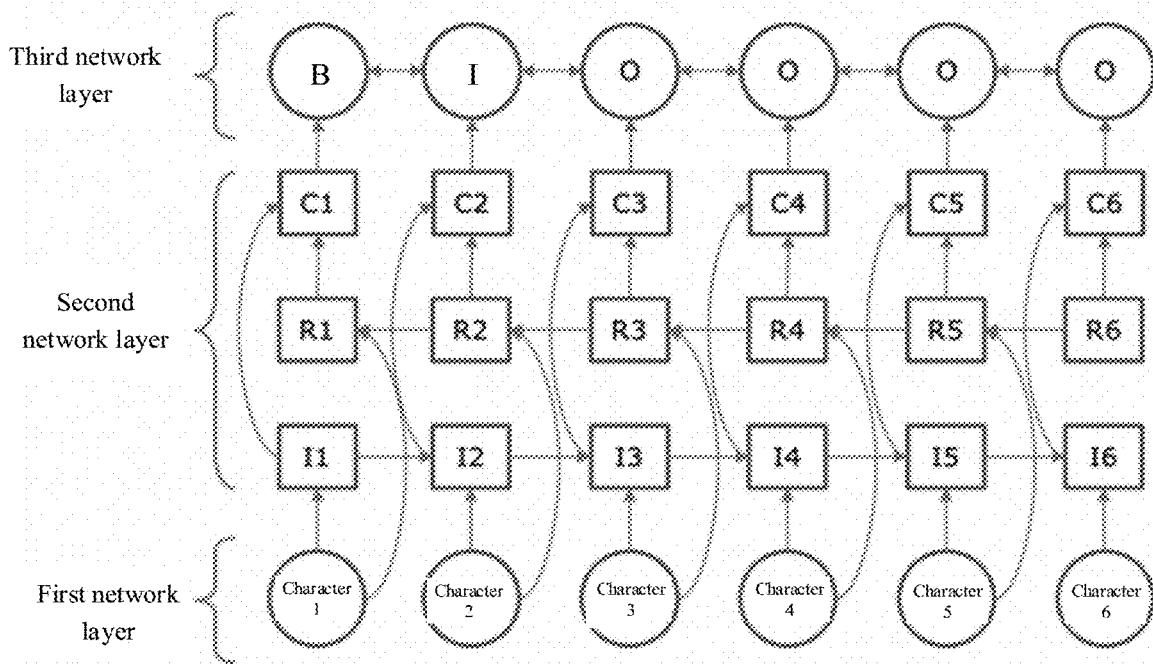 Third network
layer
B I O O O O
C1 C2 C3 C4 C5 C6
Second
network layer
R1 R2 R3 R4 R5 R6
I1 I2 I3 I4 I5 I6
First network
layer
Character Character Character Character Character Character
1 2 3 4 5 6